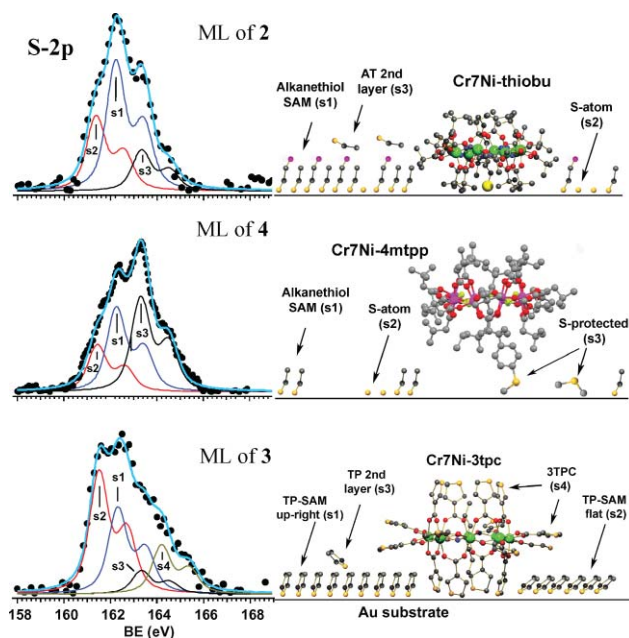 S-2p
ML of 2
s1
s2
s3
Alkanethiol
SAM (s1)
AT 2nd
layer (s3)
Cr7Ni-thiobu
S-atom
(s2)
ML of 4
s1
s2
s3
Cr7Ni-4mtpp
Alkanethiol
SAM (s1)
S-atom
(s2)
S-protected
(s3)
ML of 3
s1
s2
s3
s4
Cr7Ni-3tpc
TP-SAM
up-right (s1)
TP 2nd
layer (s3)
3TPC
(s4)
TP-SAM
flat (s2)
158 160 162 164 166 168
BE (eV)
Au substrate